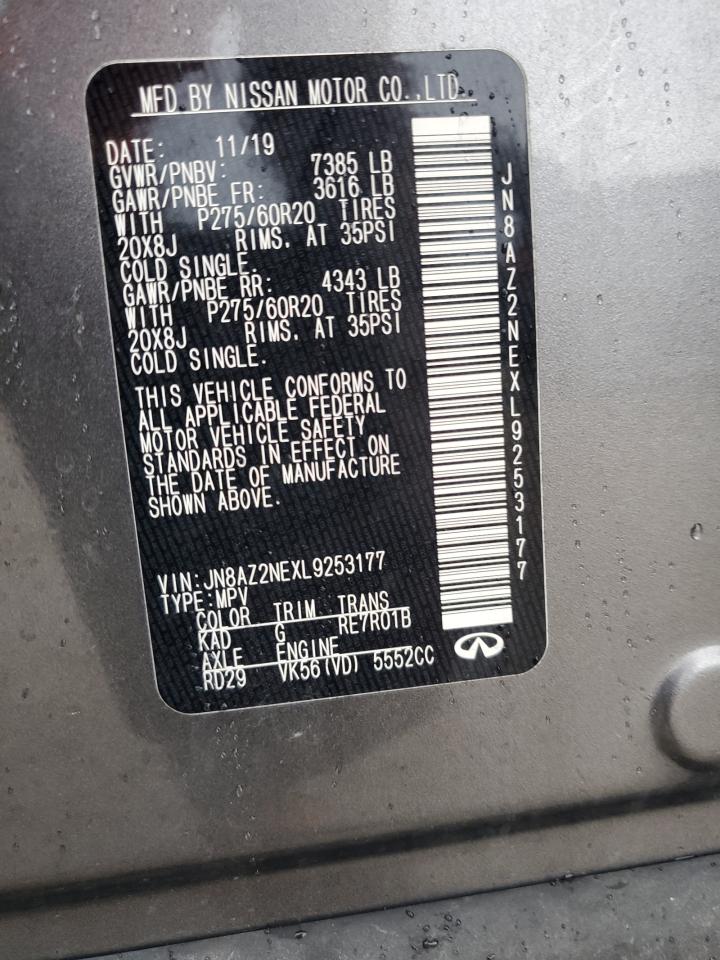 MFD. BY NISSAN MOTOR CO.,LTD.
DATE: 11/19
GVWR/PNBV: 7385 LB
GAWR/PNBE FR: 3616 LB
WITH P275/60R20 TIRES
20X8J RIMS, AT 35PSI
COLD SINGLE.
GAWR/PNBE RR: 4343 LB
WITH P275/60R20 TIRES
20X8J RIMS, AT 35PSI
COLD SINGLE.
THIS VEHICLE CONFORMS TO
ALL APPLICABLE FEDERAL
MOTOR VEHICLE SAFETY
STANDARDS IN EFFECT ON
THE DATE OF MANUFACTURE
SHOWN ABOVE.
VIN:JN8AZ2NEXL9253177
TYPE:MPV
COLOR TRIM TRANS
KAD G RE7R01B
AXLE ENGINE
RD29 VK56(VD) 5552CC
JN8AZ2NEXL9253177